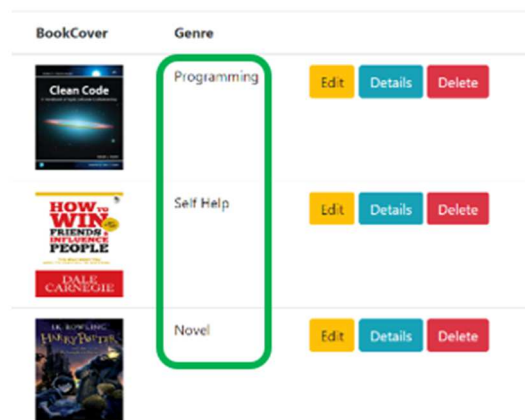 BookCover Genre
Clean Code
Programming
Edit Details Delete
HOW TO
WIN
FRIENDS &
INFLUENCE
PEOPLE
DALE
CARNEGIE
Self Help
Edit Details Delete
J.K. ROWLING
HARRY POTTER
Novel
Edit Details Delete